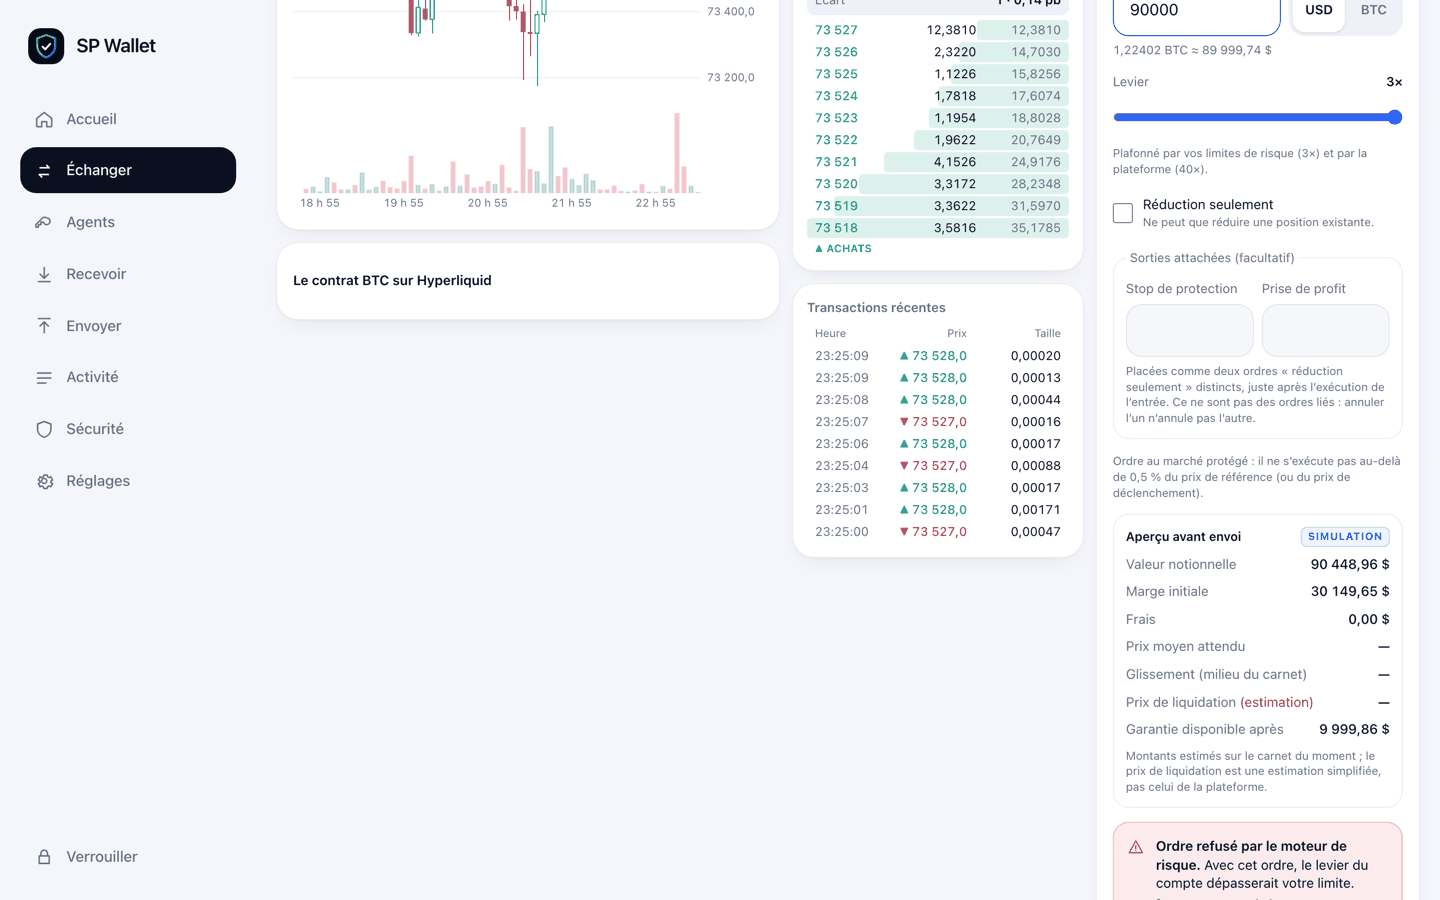 SP Wallet
Accueil
Échanger
Agents
Recevoir
Envoyer
Activité
Sécurité
Réglages
Verrouiller
73 400,0
73 200,0
18 h 55 19 h 55 20 h 55 21 h 55 22 h 55
Le contrat BTC sur Hyperliquid
73 527 12,3810 12,3810
73 526 2,3220 14,7030
73 525 1,1226 15,8256
73 524 1,7818 17,6074
73 523 1,1954 18,8028
73 522 1,9622 20,7649
73 521 4,1526 24,9176
73 520 3,3172 28,2348
73 519 3,3622 31,5970
73 518 3,5816 35,1785
▲ ACHATS
Transactions récentes
Heure Prix Taille
23:25:09 ▲ 73 528,0 0,00020
23:25:09 ▲ 73 528,0 0,00013
23:25:08 ▲ 73 528,0 0,00044
23:25:07 ▼ 73 527,0 0,00016
23:25:06 ▲ 73 528,0 0,00017
23:25:04 ▼ 73 527,0 0,00088
23:25:03 ▲ 73 528,0 0,00017
23:25:01 ▲ 73 528,0 0,00171
23:25:00 ▼ 73 527,0 0,00047
90000 USD BTC
1,22402 BTC ≈ 89 999,74 $
Levier 3×
Plafonné par vos limites de risque (3×) et par la
plateforme (40×).
Réduction seulement
Ne peut que réduire une position existante.
Sorties attachées (facultatif)
Stop de protection Prise de profit
Placées comme deux ordres « réduction
seulement » distincts, juste après l'exécution de
l'entrée. Ce ne sont pas des ordres liés : annuler
l'un n'annule pas l'autre.
Ordre au marché protégé : il ne s'exécute pas au-delà
de 0,5 % du prix de référence (ou du prix de
déclenchement).
Aperçu avant envoi SIMULATION
Valeur notionnelle 90 448,96 $
Marge initiale 30 149,65 $
Frais 0,00 $
Prix moyen attendu —
Glissement (milieu du carnet) —
Prix de liquidation (estimation) —
Garantie disponible après 9 999,86 $
Montants estimés sur le carnet du moment ; le
prix de liquidation est une estimation simplifiée,
pas celui de la plateforme.
Ordre refusé par le moteur de
risque. Avec cet ordre, le levier du
compte dépasserait votre limite.